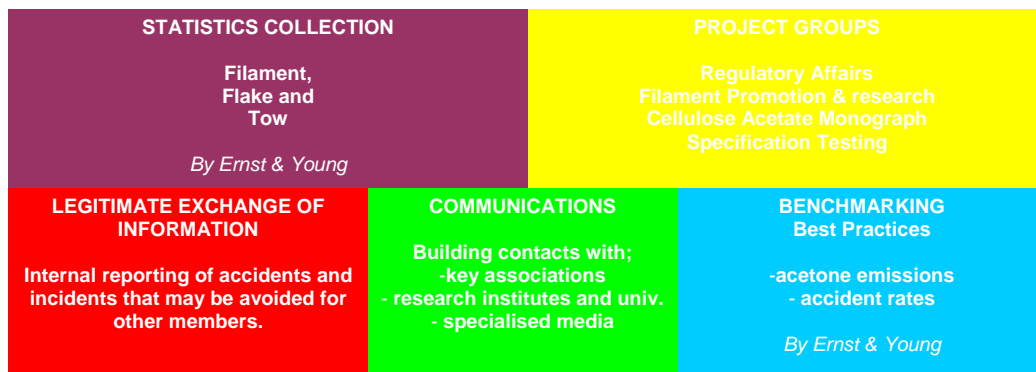 STATISTICS COLLECTION
Filament,
Flake and
Tow
By Ernst & Young
PROJECT GROUPS
Regulatory Affairs
Filament Promotion & research
Cellulose Acetate Monograph
Specification Testing
LEGITIMATE EXCHANGE OF
INFORMATION
Internal reporting of accidents and
incidents that may be avoided for
other members.
COMMUNICATIONS
Building contacts with;
-key associations
- research institutes and univ.
- specialised media
BENCHMARKING
Best Practices
-acetone emissions
- accident rates
By Ernst & Young